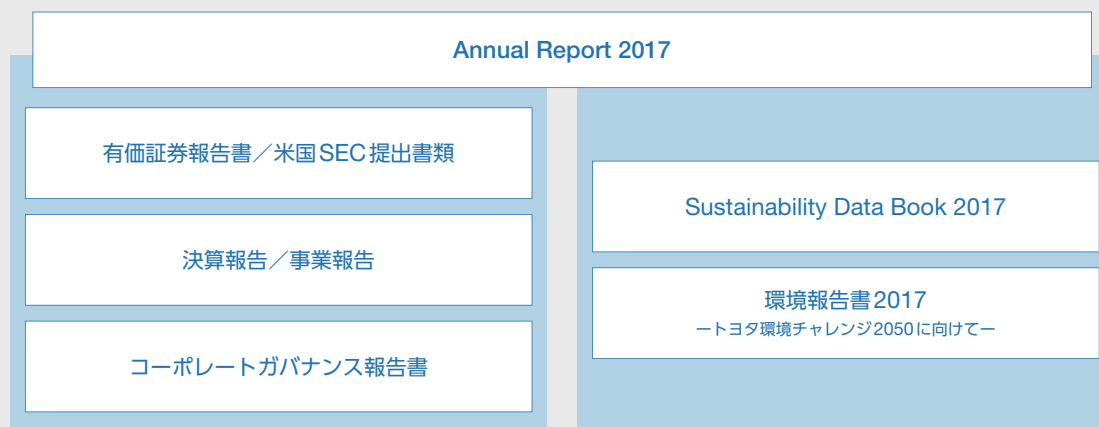 Annual Report 2017
有価証券報告書／米国SEC提出書類
決算報告／事業報告
コーポレートガバナンス報告書
Sustainability Data Book 2017
環境報告書2017
ートヨタ環境チャレンジ2050に向けてー